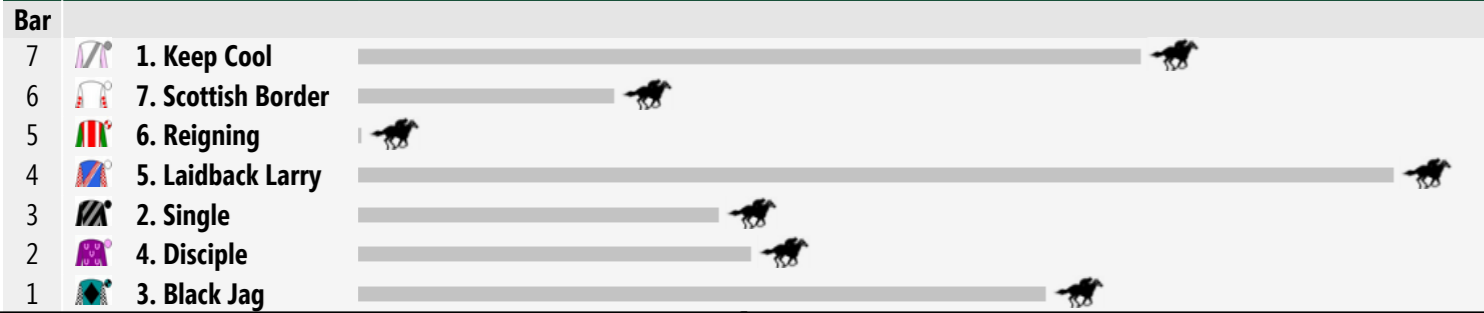 Bar
7 1. Keep Cool
6 7. Scottish Border
5 6. Reigning
4 5. Laidback Larry
3 2. Single
2 4. Disciple
1 3. Black Jag